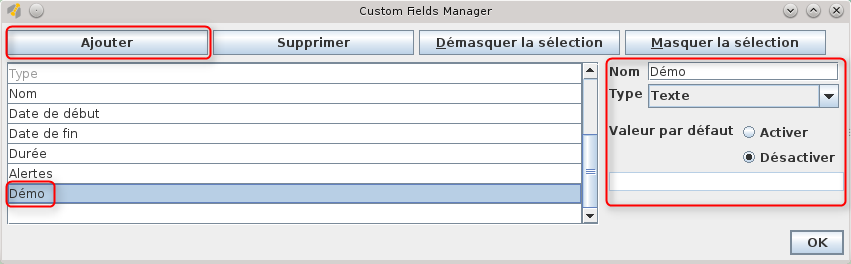 Custom Fields Manager
Ajouter Supprimer Démasquer la sélection Masquer la sélection
Type
Nom
Date de début
Date de fin
Durée
Alertes
Démo
Nom Démo
Type Texte
Valeur par défaut Activer
Désactiver
OK